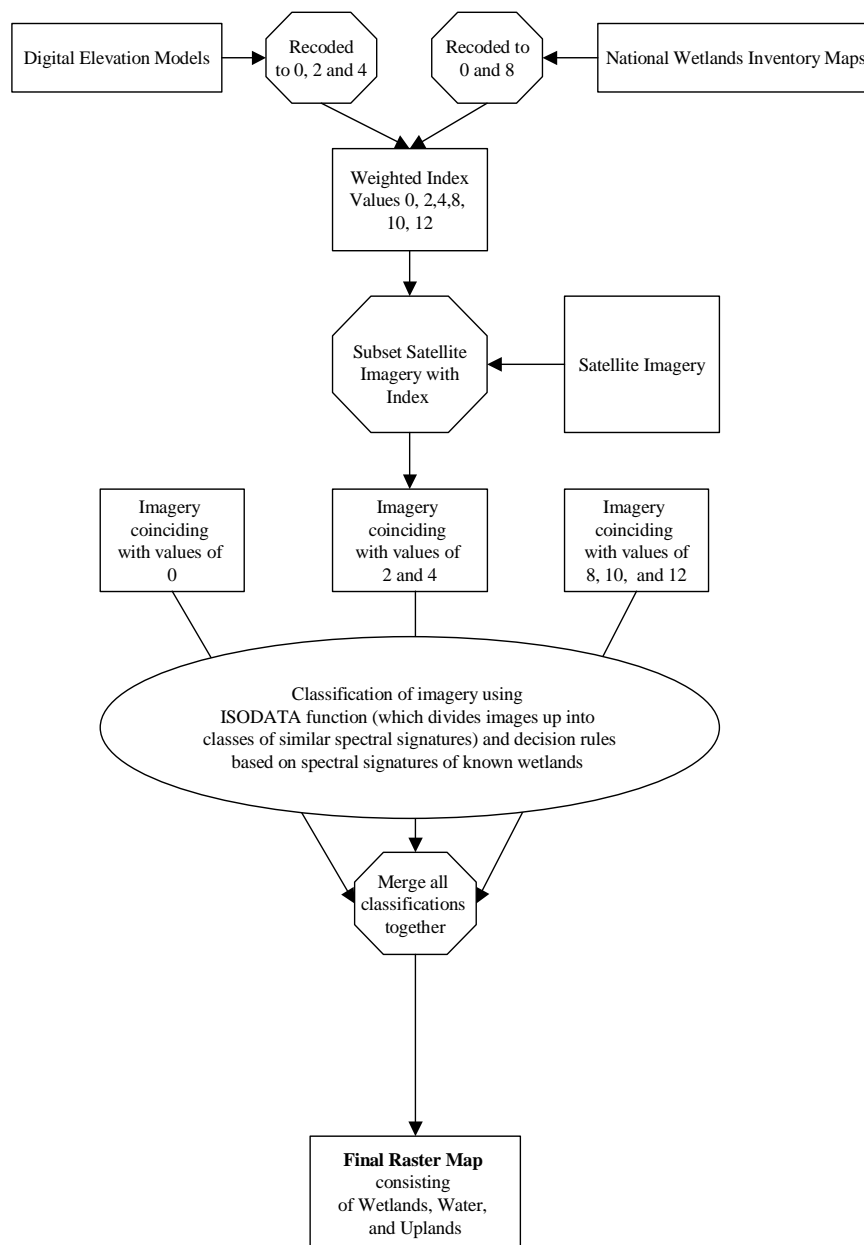 Digital Elevation Models
Recoded
to 0, 2 and 4
Recoded to
0 and 8
National Wetlands Inventory Maps
Weighted Index
Values 0, 2,4,8,
10, 12
Subset Satellite
Imagery with
Index
Satellite Imagery
Imagery
coinciding
with values of
0
Imagery
coinciding
with values of
2 and 4
Imagery
coinciding
with values of
8, 10, and 12
Classification of imagery using
ISODATA function (which divides images up into
classes of similar spectral signatures) and decision rules
based on spectral signatures of known wetlands
Merge all
classifications
together
Final Raster Map
consisting
of Wetlands, Water,
and Uplands